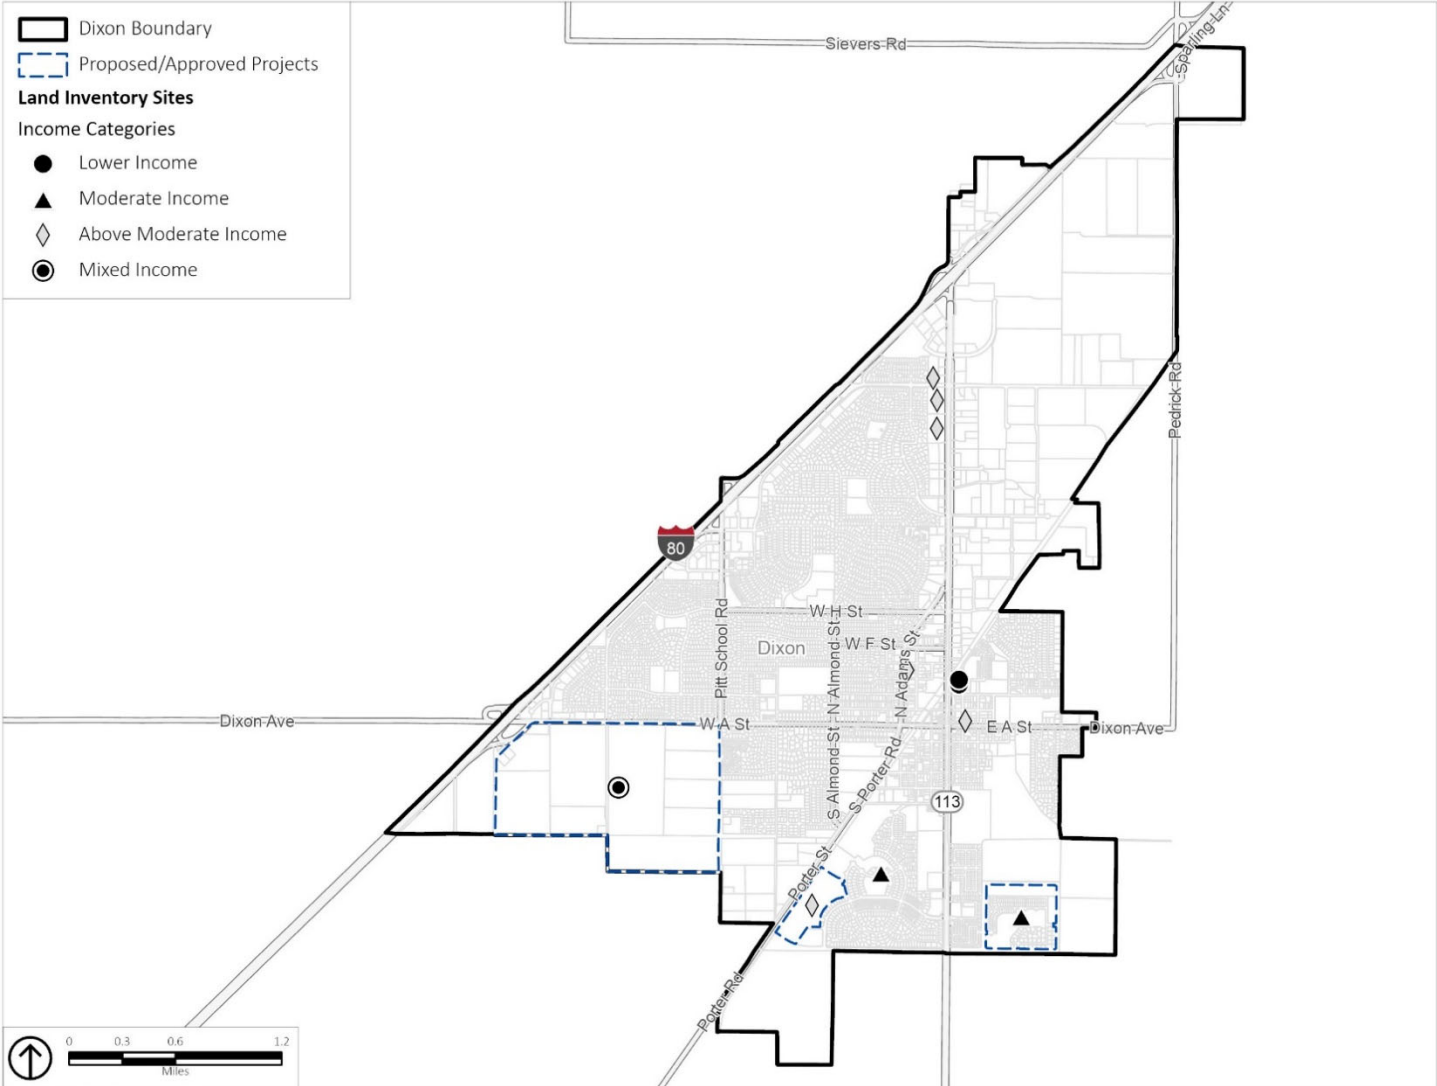 Dixon Boundary
Proposed/Approved Projects
Land Inventory Sites
Income Categories
Lower Income
Moderate Income
Above Moderate Income
Mixed Income
Sievers Rd
Sparling Ln
Pedrick Rd
80
W H St
Pitt School Rd
Dixon
N Almond St
W F St
N Adams St
Dixon Ave
W A St
E A St
Dixon Ave
S Almond St
S Porter Rd
113
Porter St
Porter Rd
0 0.3 0.6 1.2
Miles